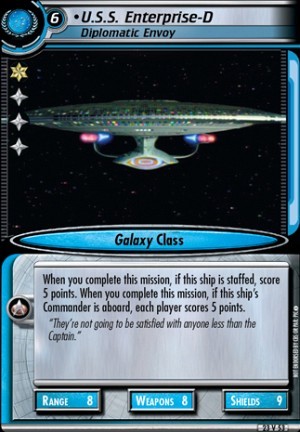 6
•U.S.S. Enterprise-D
Diplomatic Envoy
Galaxy Class
When you complete this mission, if this ship is staffed, score
5 points. When you complete this mission, if this ship's
Commander is aboard, each player scores 5 points.
"They're not going to be satisfied with anyone less than the
Captain."
RANGE 8 WEAPONS 8 SHIELDS 9
23 V 53